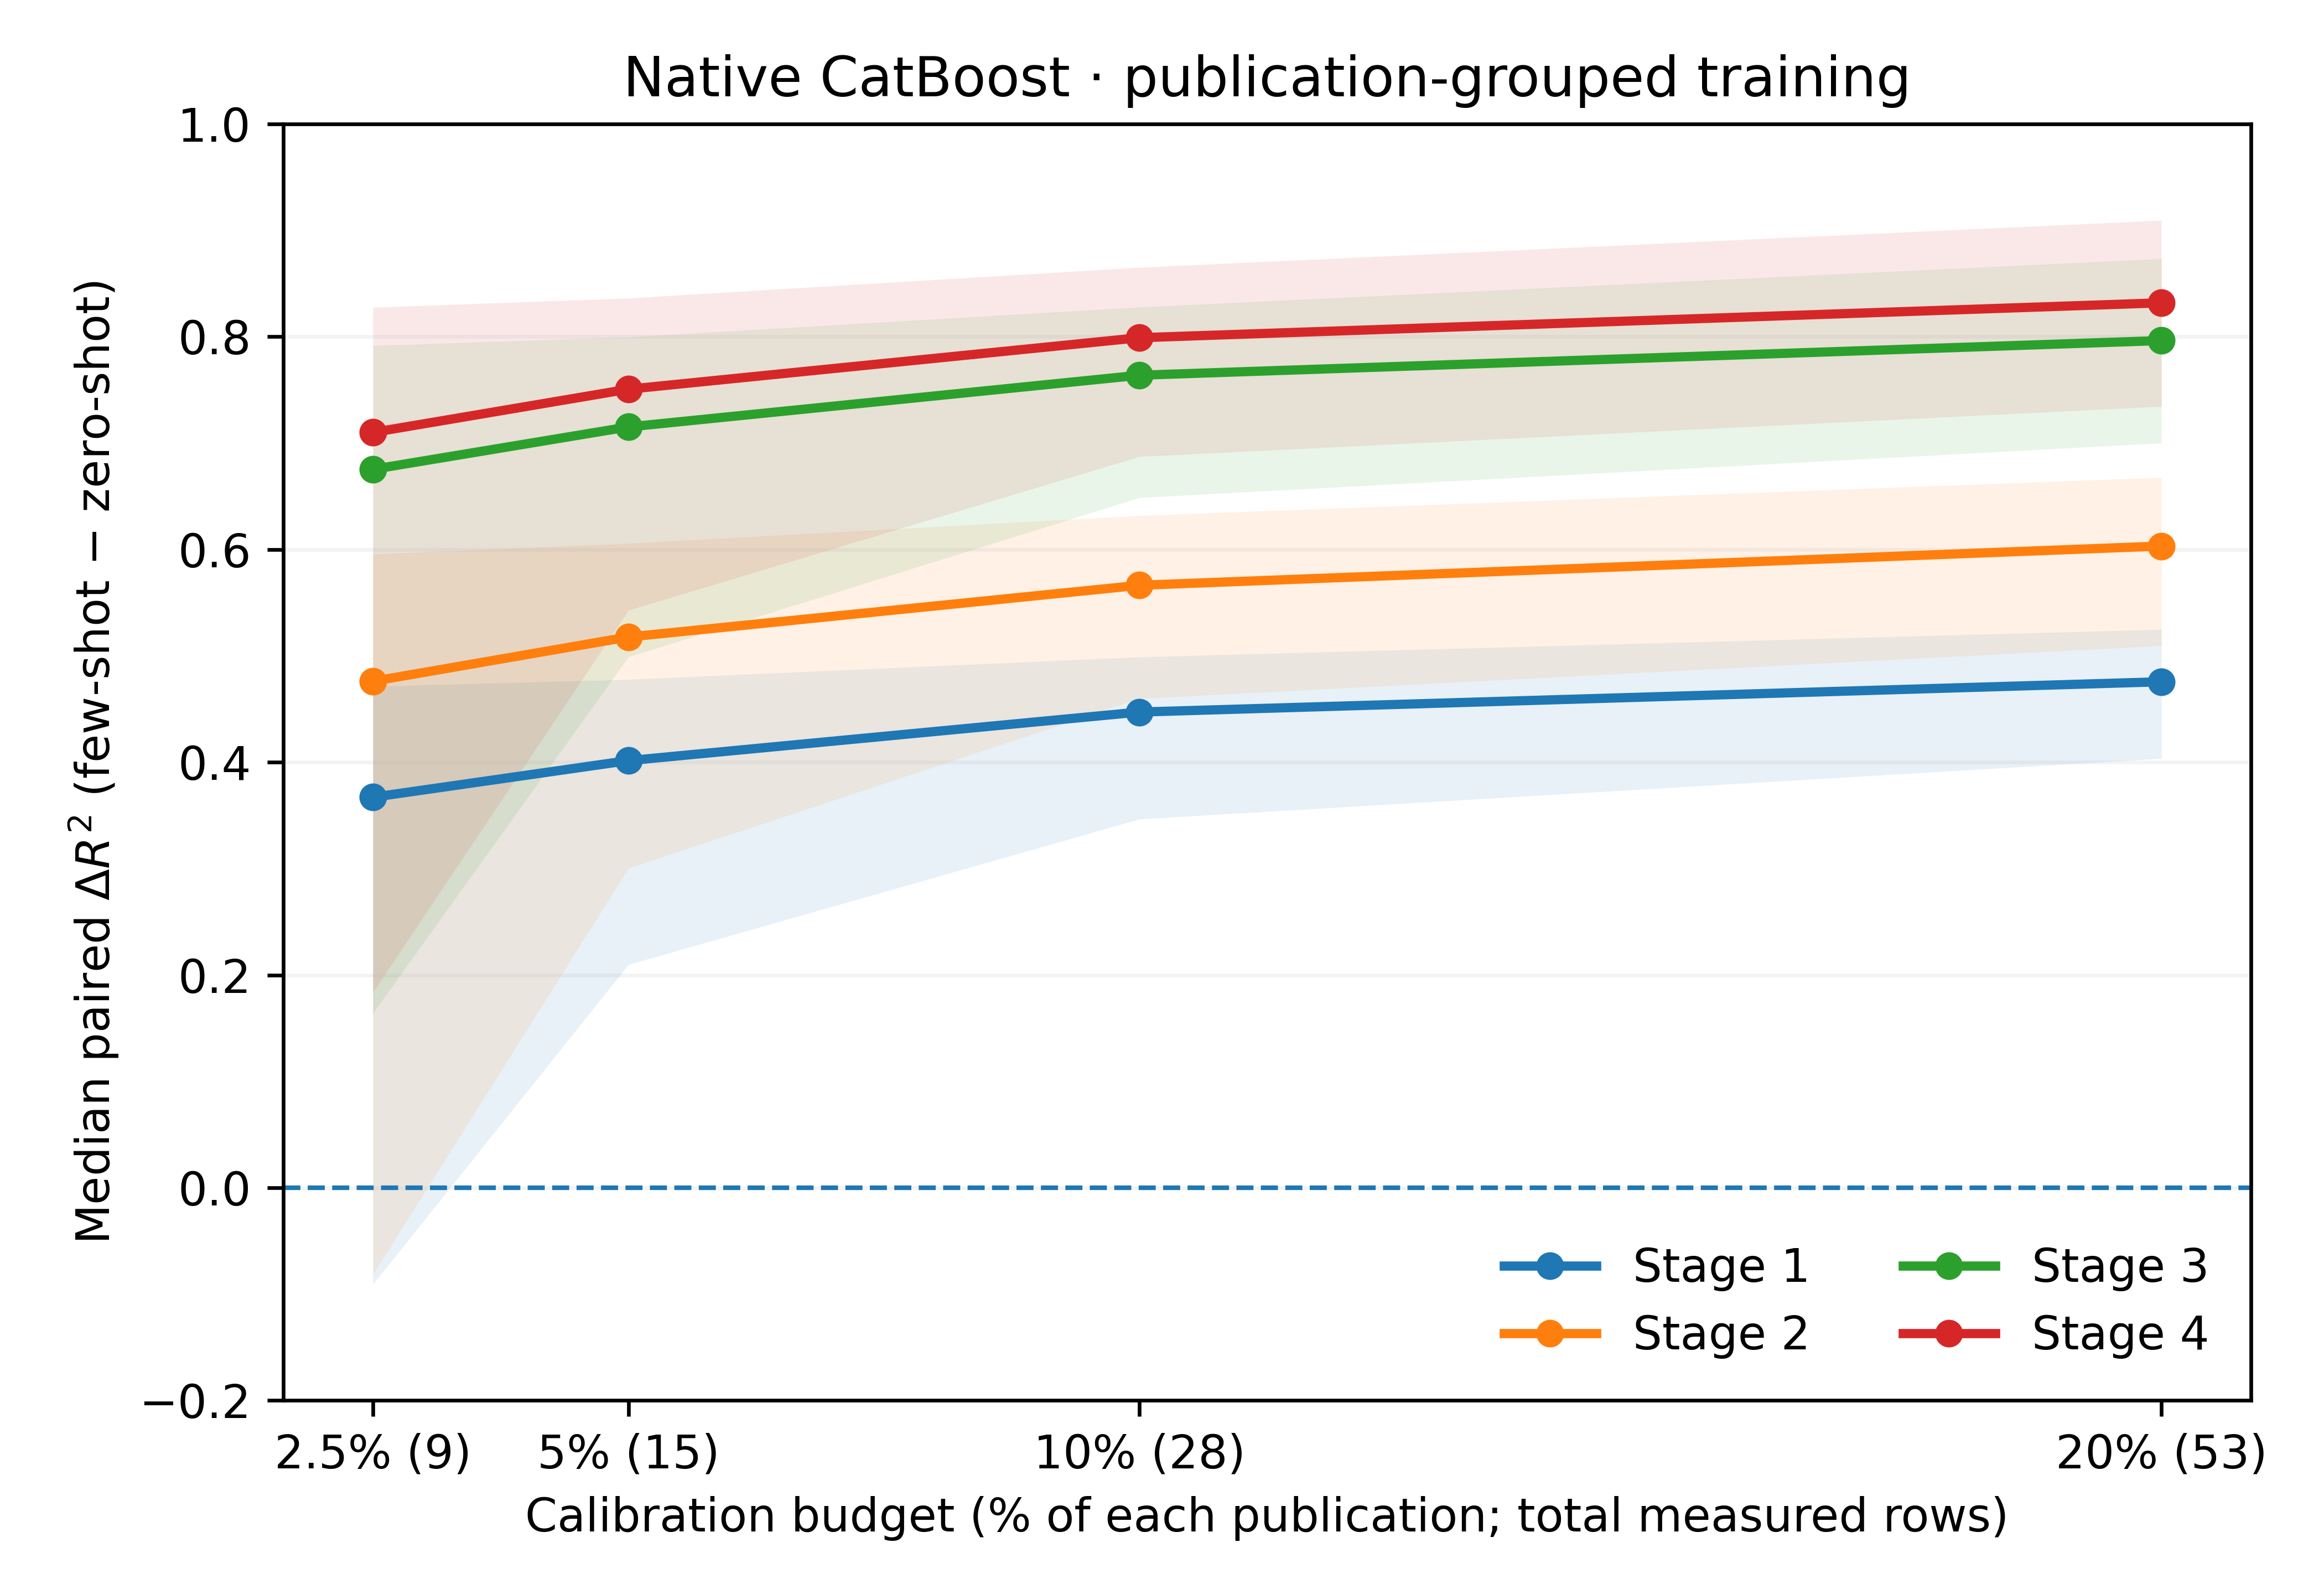 Native CatBoost · publication-grouped training
Median paired ΔR² (few-shot − zero-shot)
1.0
0.8
0.6
0.4
0.2
0.0
−0.2
Stage 1
Stage 2
Stage 3
Stage 4
2.5% (9)
5% (15)
10% (28)
20% (53)
Calibration budget (% of each publication; total measured rows)